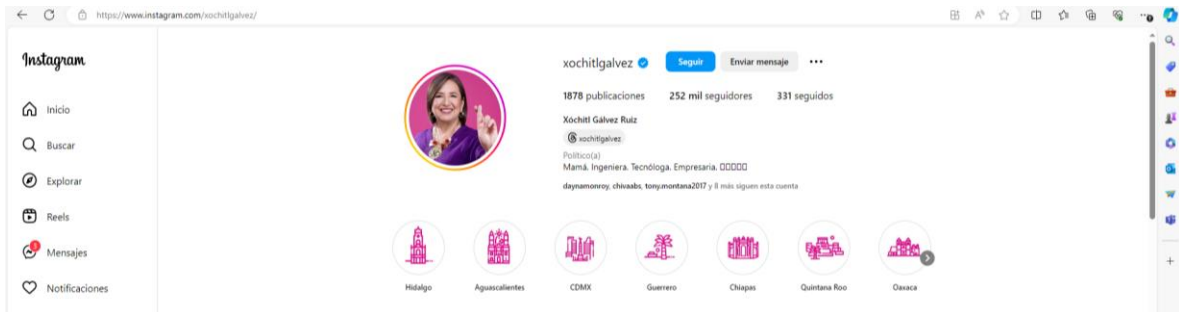 https://www.instagram.com/xochitlgalvez/
Instagram
Inicio
Buscar
Explorar
Reels
1
Mensajes
Notificaciones
xochitlgalvez Seguir Enviar mensaje
1878 publicaciones 252 mil seguidores 331 seguidos
Xóchitl Gálvez Ruiz
xochitlgalvez
Político(a)
Mamá. Ingeniera. Tecnóloga. Empresaria.
daynamonroy, chivaabs, tony.montana2017 y 8 más siguen esta cuenta
Hidalgo Aguascalientes CDMX Guerrero Chiapas Quintana Roo Oaxaca